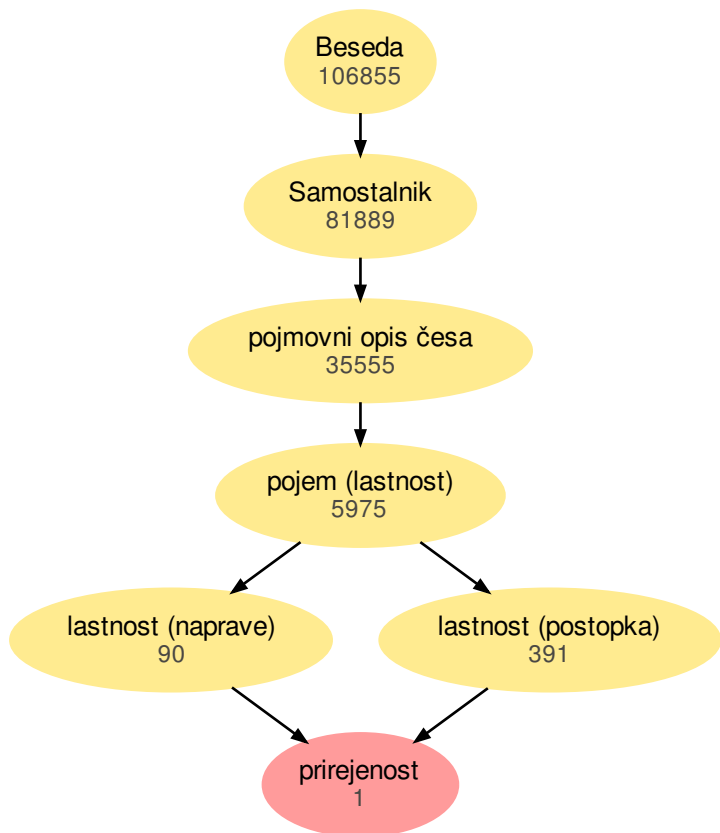 Beseda
106855
Samostalnik
81889
pojmovni opis česa
35555
pojem (lastnost)
5975
lastnost (naprave)
90
lastnost (postopka)
391
prirejenost
1